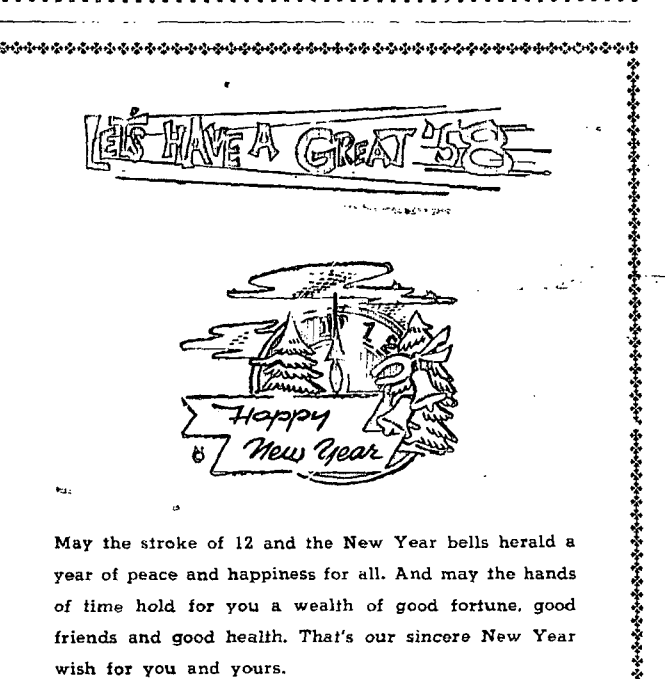 LET'S HAVE A GREAT '58
Happy
New Year
May the stroke of 12 and the New Year bells herald a
year of peace and happiness for all. And may the hands
of time hold for you a wealth of good fortune, good
friends and good health. That's our sincere New Year
wish for you and yours.